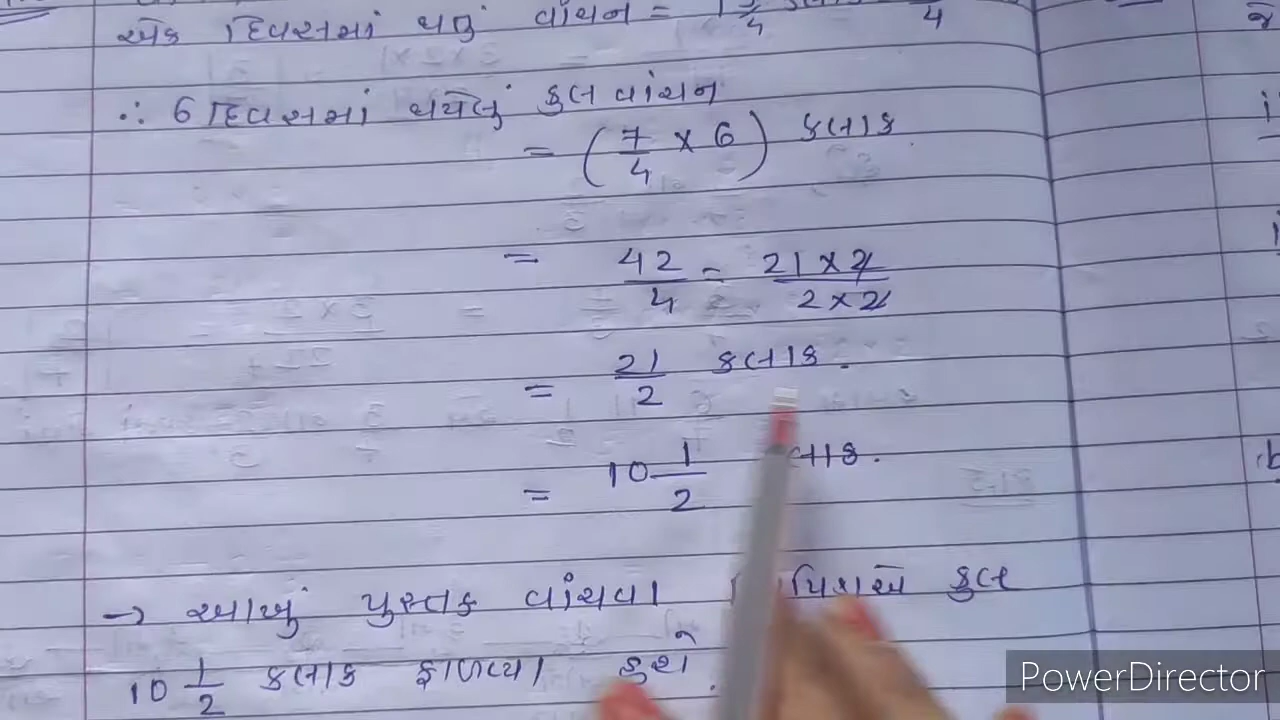 એક દિવસમાં થતું વાંચન = 1 3/4
4
∴ 6 દિવસમાં થયેલું કુલ વાંચન
= ( 7/4 × 6 ) કલાક
= 42/4 = 21 × 2 / 2 × 2
= 21/2 કલાક.
= 10 1/2 લાક.
→ આખું પુસ્તક વાંચવા કુલ
10 1/2 કલાક ફાળવ્યા હશે.
PowerDirector